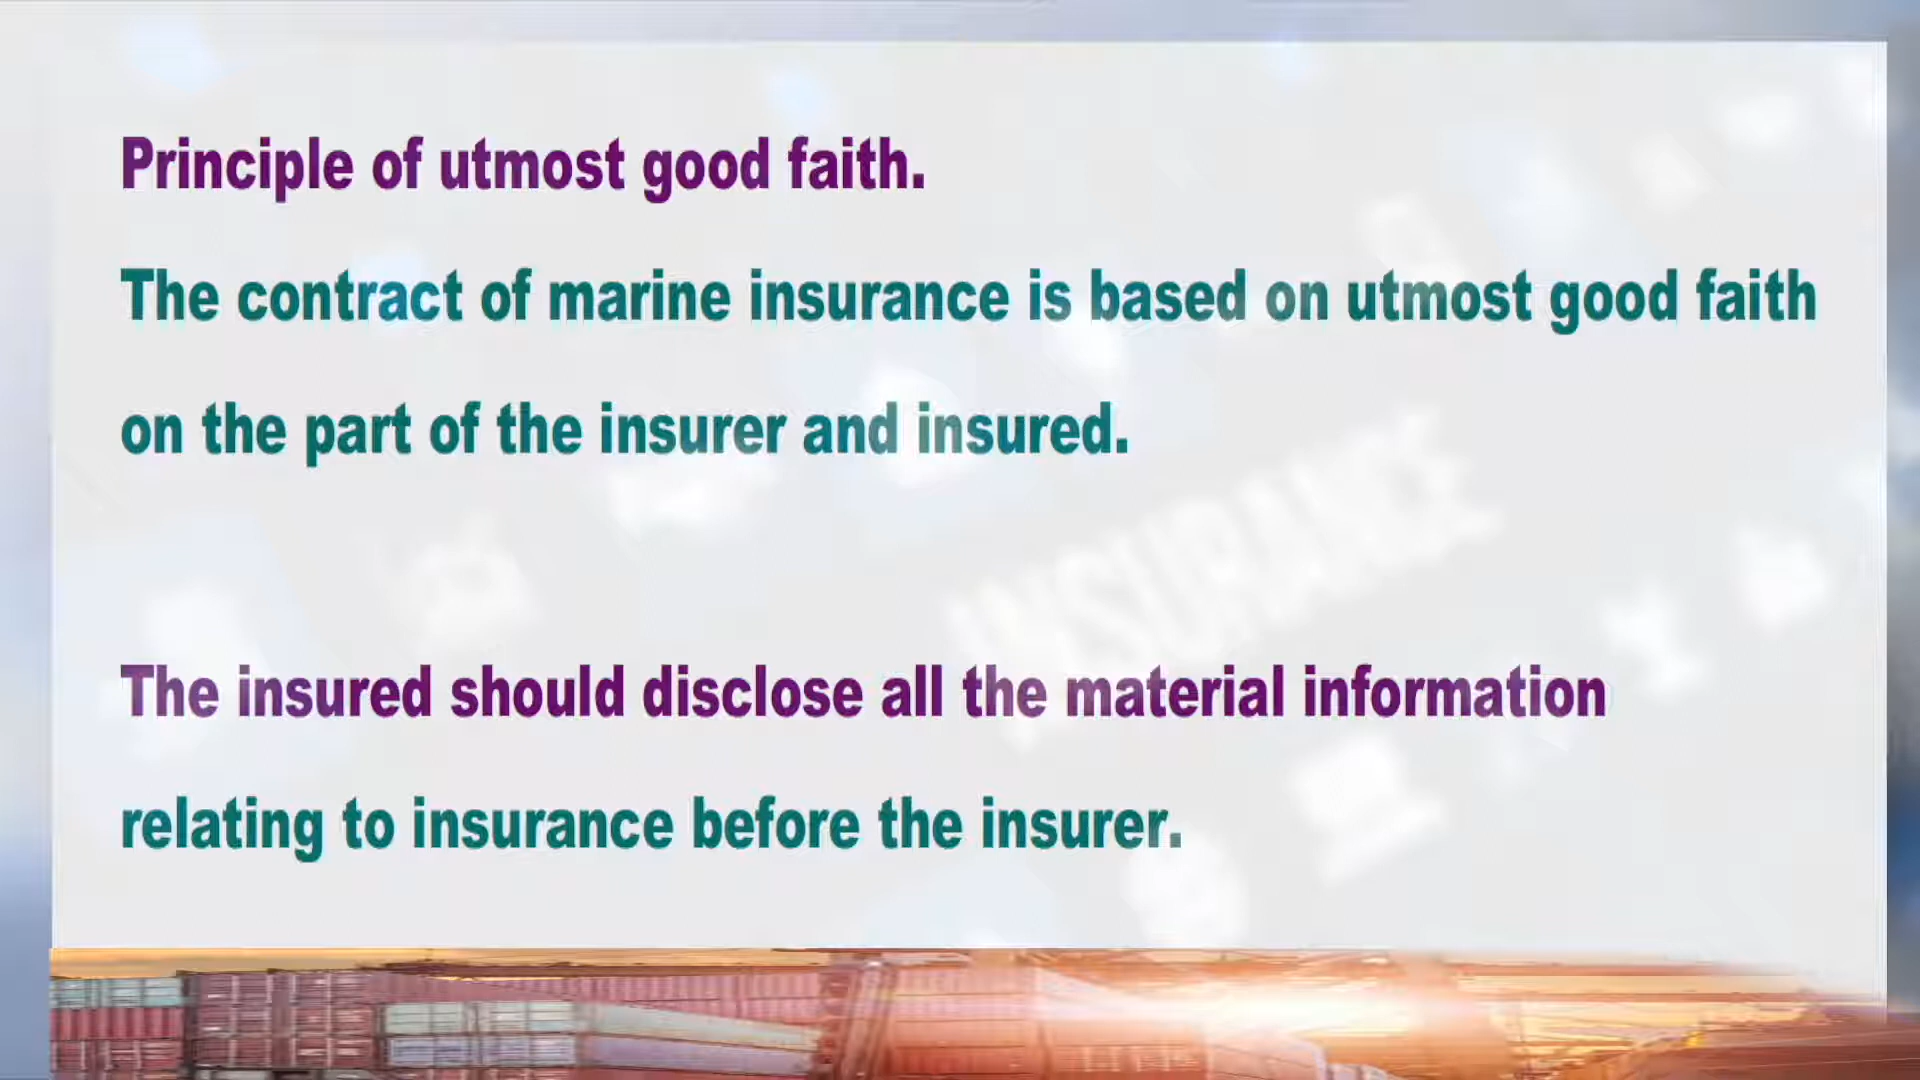 Principle of utmost good faith.
The contract of marine insurance is based on utmost good faith
on the part of the insurer and insured.
INSURANCE
The insured should disclose all the material information
relating to insurance before the insurer.